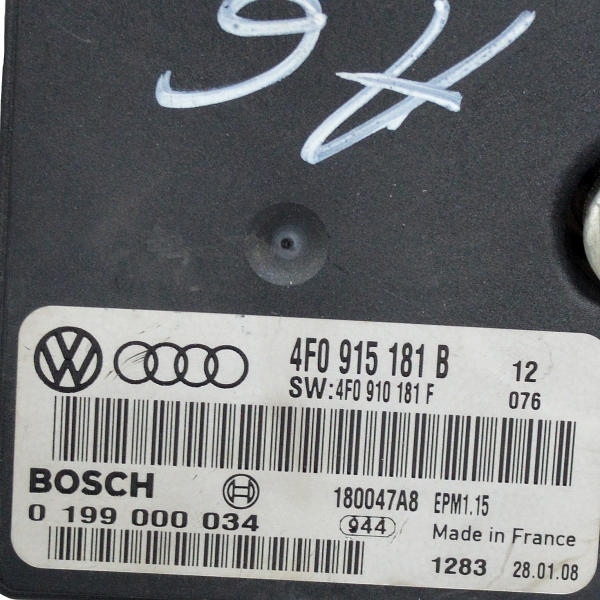 A6
4F0 915 181 B 12
SW:4F0 910 181 F 076
BOSCH 180047A8 EPM1.15
0 199 000 034 944 Made in France
1283 28.01.08